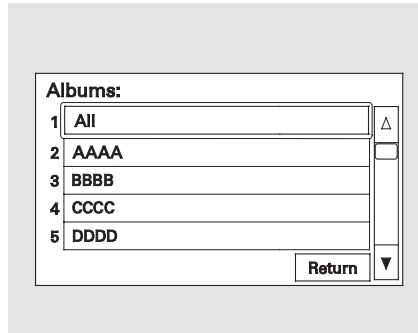 Albums:
1 All
2 AAAA
3 BBBB
4 CCCC
5 DDDD
Return